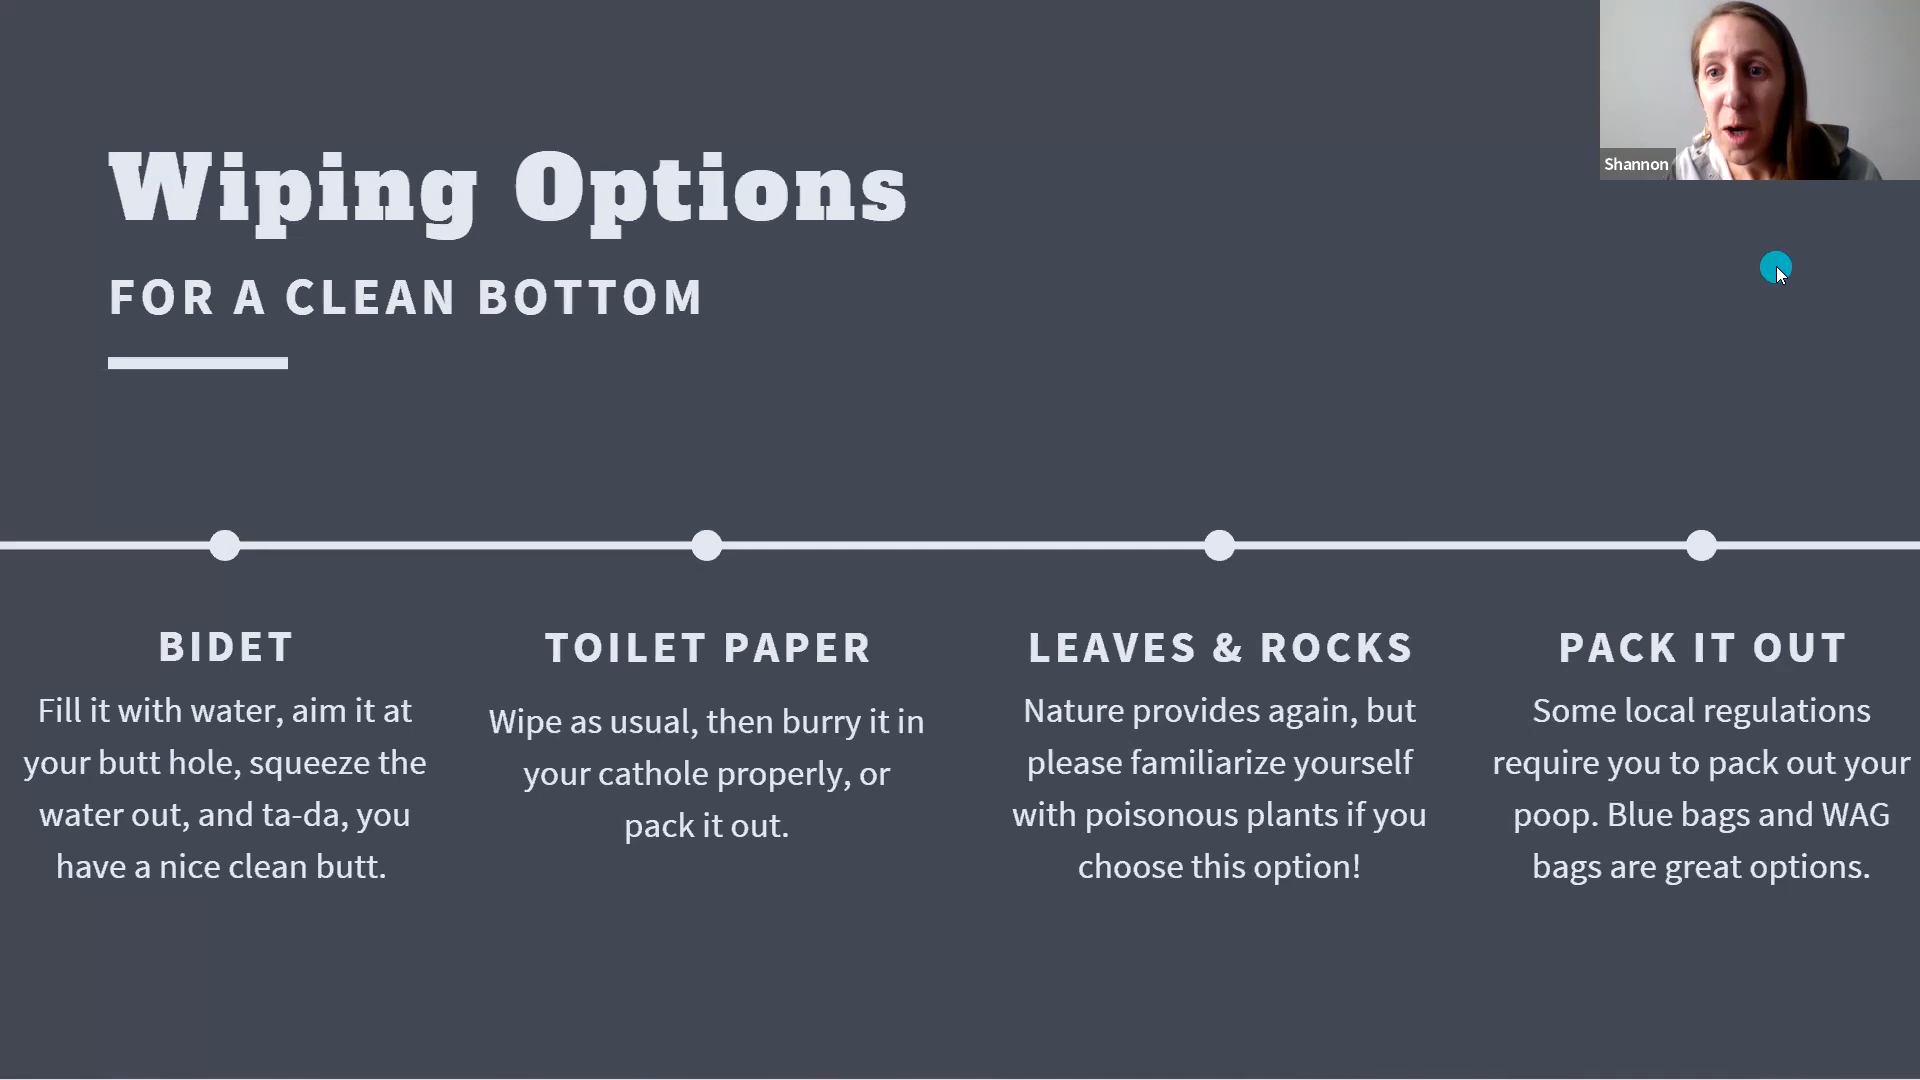 Shannon
Wiping Options
FOR A CLEAN BOTTOM
BIDET
Fill it with water, aim it at
your butt hole, squeeze the
water out, and ta-da, you
have a nice clean butt.
TOILET PAPER
Wipe as usual, then burry it in
your cathole properly, or
pack it out.
LEAVES & ROCKS
Nature provides again, but
please familiarize yourself
with poisonous plants if you
choose this option!
PACK IT OUT
Some local regulations
require you to pack out your
poop. Blue bags and WAG
bags are great options.